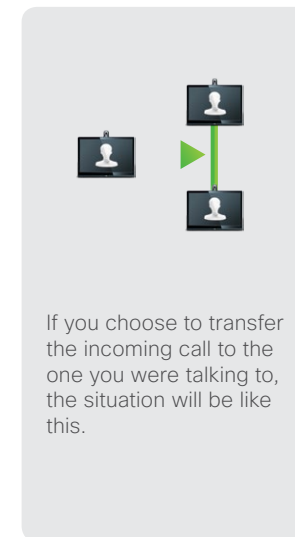 If you choose to transfer
the incoming call to the
one you were talking to,
the situation will be like
this.